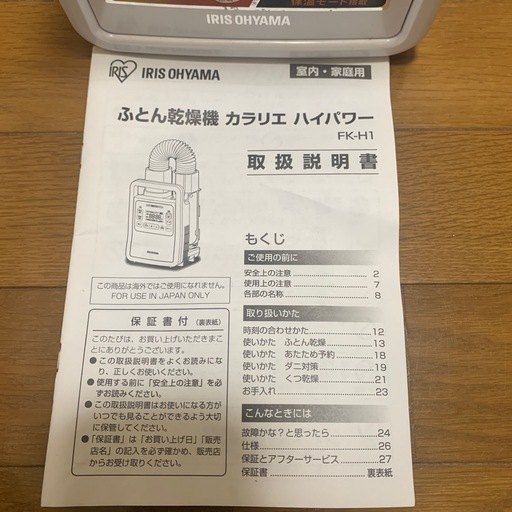 保温モード搭載
IRIS OHYAMA
IRIS IRIS OHYAMA
室内・家庭用
ふとん乾燥機 カラリエ ハイパワー
FK-H1
取扱説明書
もくじ
ご使用の前に
安全上の注意 2
使用上の注意 7
各部の名称 8
取り扱いかた
時刻の合わせかた 12
使いかた ふとん乾燥 13
使いかた あたため予約 18
使いかた ダニ対策 19
使いかた くつ乾燥 21
お手入れ 23
こんなときには
故障かな?と思ったら 24
仕様 26
保証とアフターサービス 27
保証書 裏表紙
この商品は海外ではご使用になれません。
FOR USE IN JAPAN ONLY
保証書付(裏表紙)
このたびは、お買い上げいただきまことにありがとうございます。
●この取扱説明書をよくお読みになり、正しくお使いください。
●使用する前に「安全上の注意」を必ずお読みください。
●この取扱説明書はお使いになる方がいつでも見ることができるよう大切に保管してください。
●「保証書」は「お買い上げ日」「販売店名」の記入を必ず確かめ、販売店からお受け取りください。